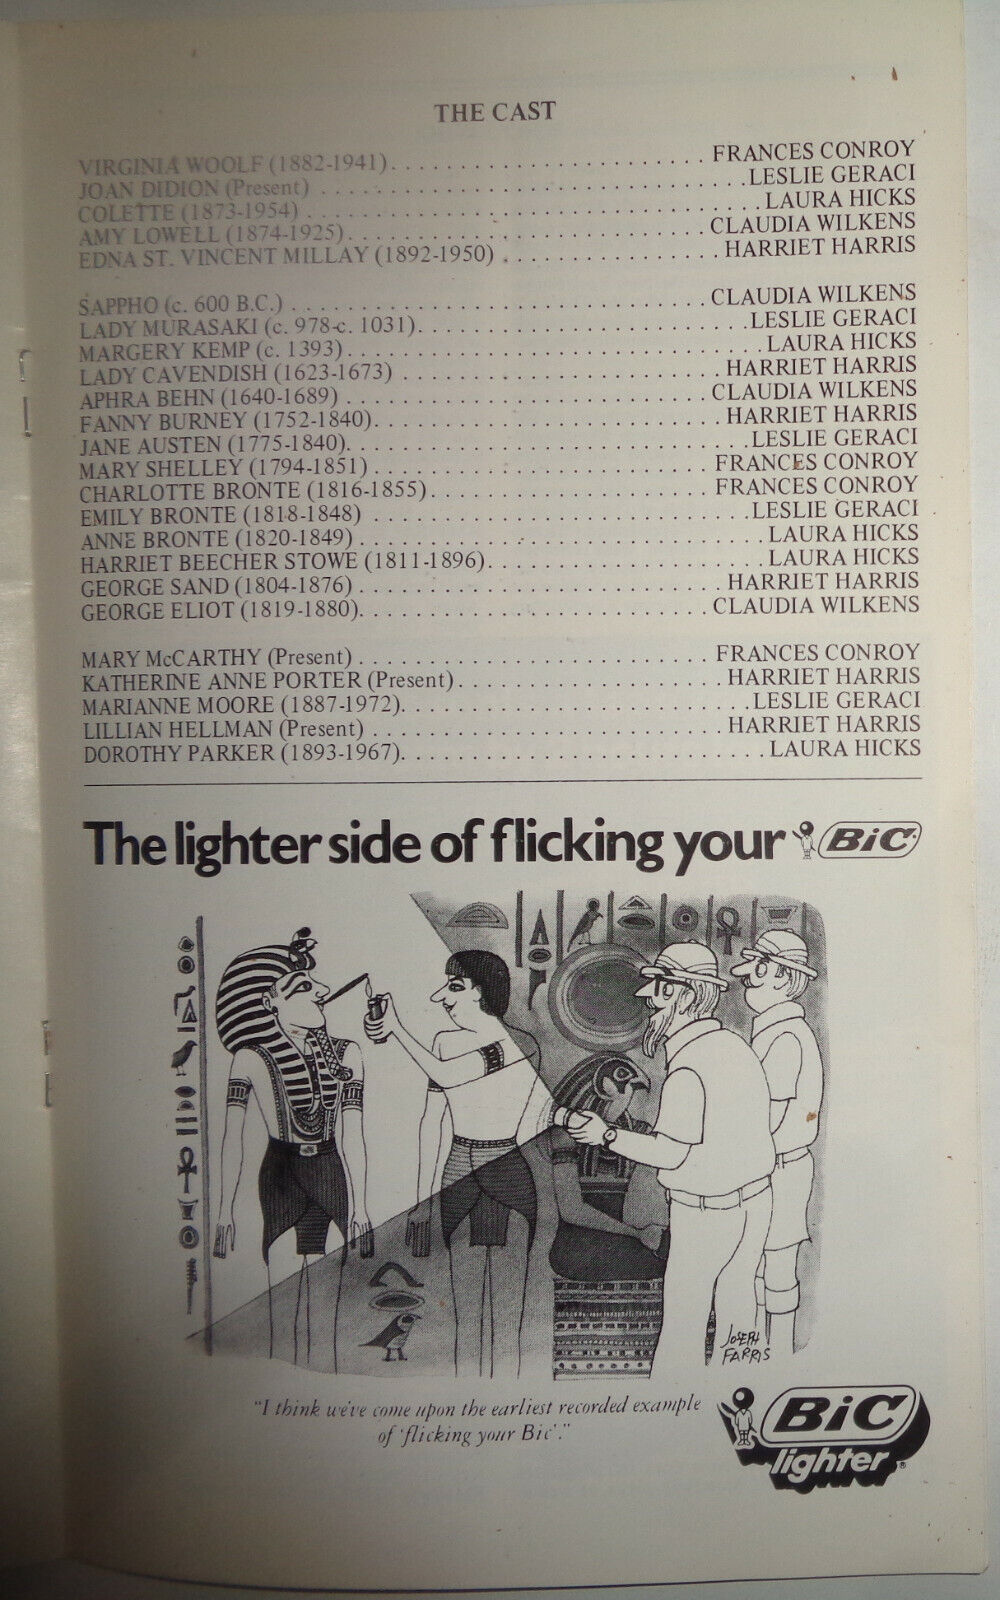 THE CAST
VIRGINIA WOOLF (1882-1941). . . . . . . . . . . . . . . . . . . . . . . . FRANCES CONROY
JOAN DIDION (Present) . . . . . . . . . . . . . . . . . . . . . . . . . . . . . . LESLIE GERACI
COLETTE (1873-1954) . . . . . . . . . . . . . . . . . . . . . . . . . . . . . . . LAURA HICKS
AMY LOWELL (1874-1925). . . . . . . . . . . . . . . . . . . . . . . . . . . CLAUDIA WILKENS
EDNA ST. VINCENT MILLAY (1892-1950) . . . . . . . . . . . . . . . . HARRIET HARRIS
SAPPHO (c. 600 B.C.) . . . . . . . . . . . . . . . . . . . . . . . . . . . . . . CLAUDIA WILKENS
LADY MURASAKI (c. 978-c. 1031). . . . . . . . . . . . . . . . . . . . . . . LESLIE GERACI
MARGERY KEMP (c. 1393) . . . . . . . . . . . . . . . . . . . . . . . . . . . . LAURA HICKS
LADY CAVENDISH (1623-1673) . . . . . . . . . . . . . . . . . . . . . . . HARRIET HARRIS
APHRA BEHN (1640-1689) . . . . . . . . . . . . . . . . . . . . . . . . . . CLAUDIA WILKENS
FANNY BURNEY (1752-1840). . . . . . . . . . . . . . . . . . . . . . . . . HARRIET HARRIS
JANE AUSTEN (1775-1840). . . . . . . . . . . . . . . . . . . . . . . . . . . . LESLIE GERACI
MARY SHELLEY (1794-1851) . . . . . . . . . . . . . . . . . . . . . . . . FRANCES CONROY
CHARLOTTE BRONTE (1816-1855) . . . . . . . . . . . . . . . . . . . . FRANCES CONROY
EMILY BRONTE (1818-1848) . . . . . . . . . . . . . . . . . . . . . . . . . . LESLIE GERACI
ANNE BRONTE (1820-1849) . . . . . . . . . . . . . . . . . . . . . . . . . . . LAURA HICKS
HARRIET BEECHER STOWE (1811-1896). . . . . . . . . . . . . . . . . . . LAURA HICKS
GEORGE SAND (1804-1876) . . . . . . . . . . . . . . . . . . . . . . . . . . HARRIET HARRIS
GEORGE ELIOT (1819-1880). . . . . . . . . . . . . . . . . . . . . . . . . CLAUDIA WILKENS
MARY McCARTHY (Present) . . . . . . . . . . . . . . . . . . . . . . . . . FRANCES CONROY
KATHERINE ANNE PORTER (Present) . . . . . . . . . . . . . . . . . . . HARRIET HARRIS
MARIANNE MOORE (1887-1972). . . . . . . . . . . . . . . . . . . . . . . . LESLIE GERACI
LILLIAN HELLMAN (Present) . . . . . . . . . . . . . . . . . . . . . . . . . HARRIET HARRIS
DOROTHY PARKER (1893-1967). . . . . . . . . . . . . . . . . . . . . . . . . LAURA HICKS
The lighter side of flicking your BiC®
JOSEPH
FARRIS
"I think we've come upon the earliest recorded example
of 'flicking your Bic'."
BiC
lighter®